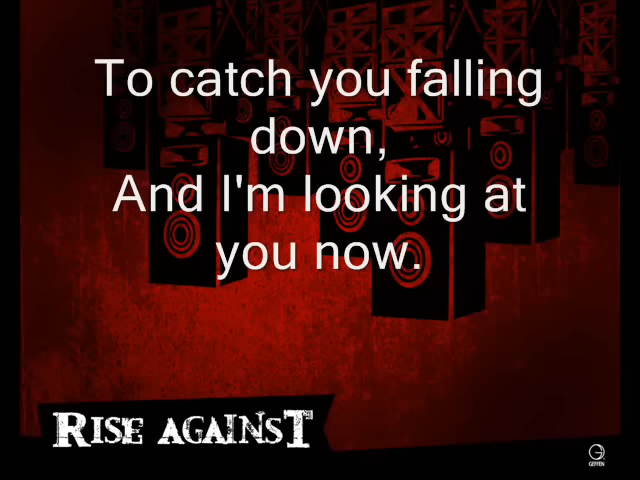 To catch you falling
down,
And I'm looking at
you now.
RISE AGAINST
GEFFEN